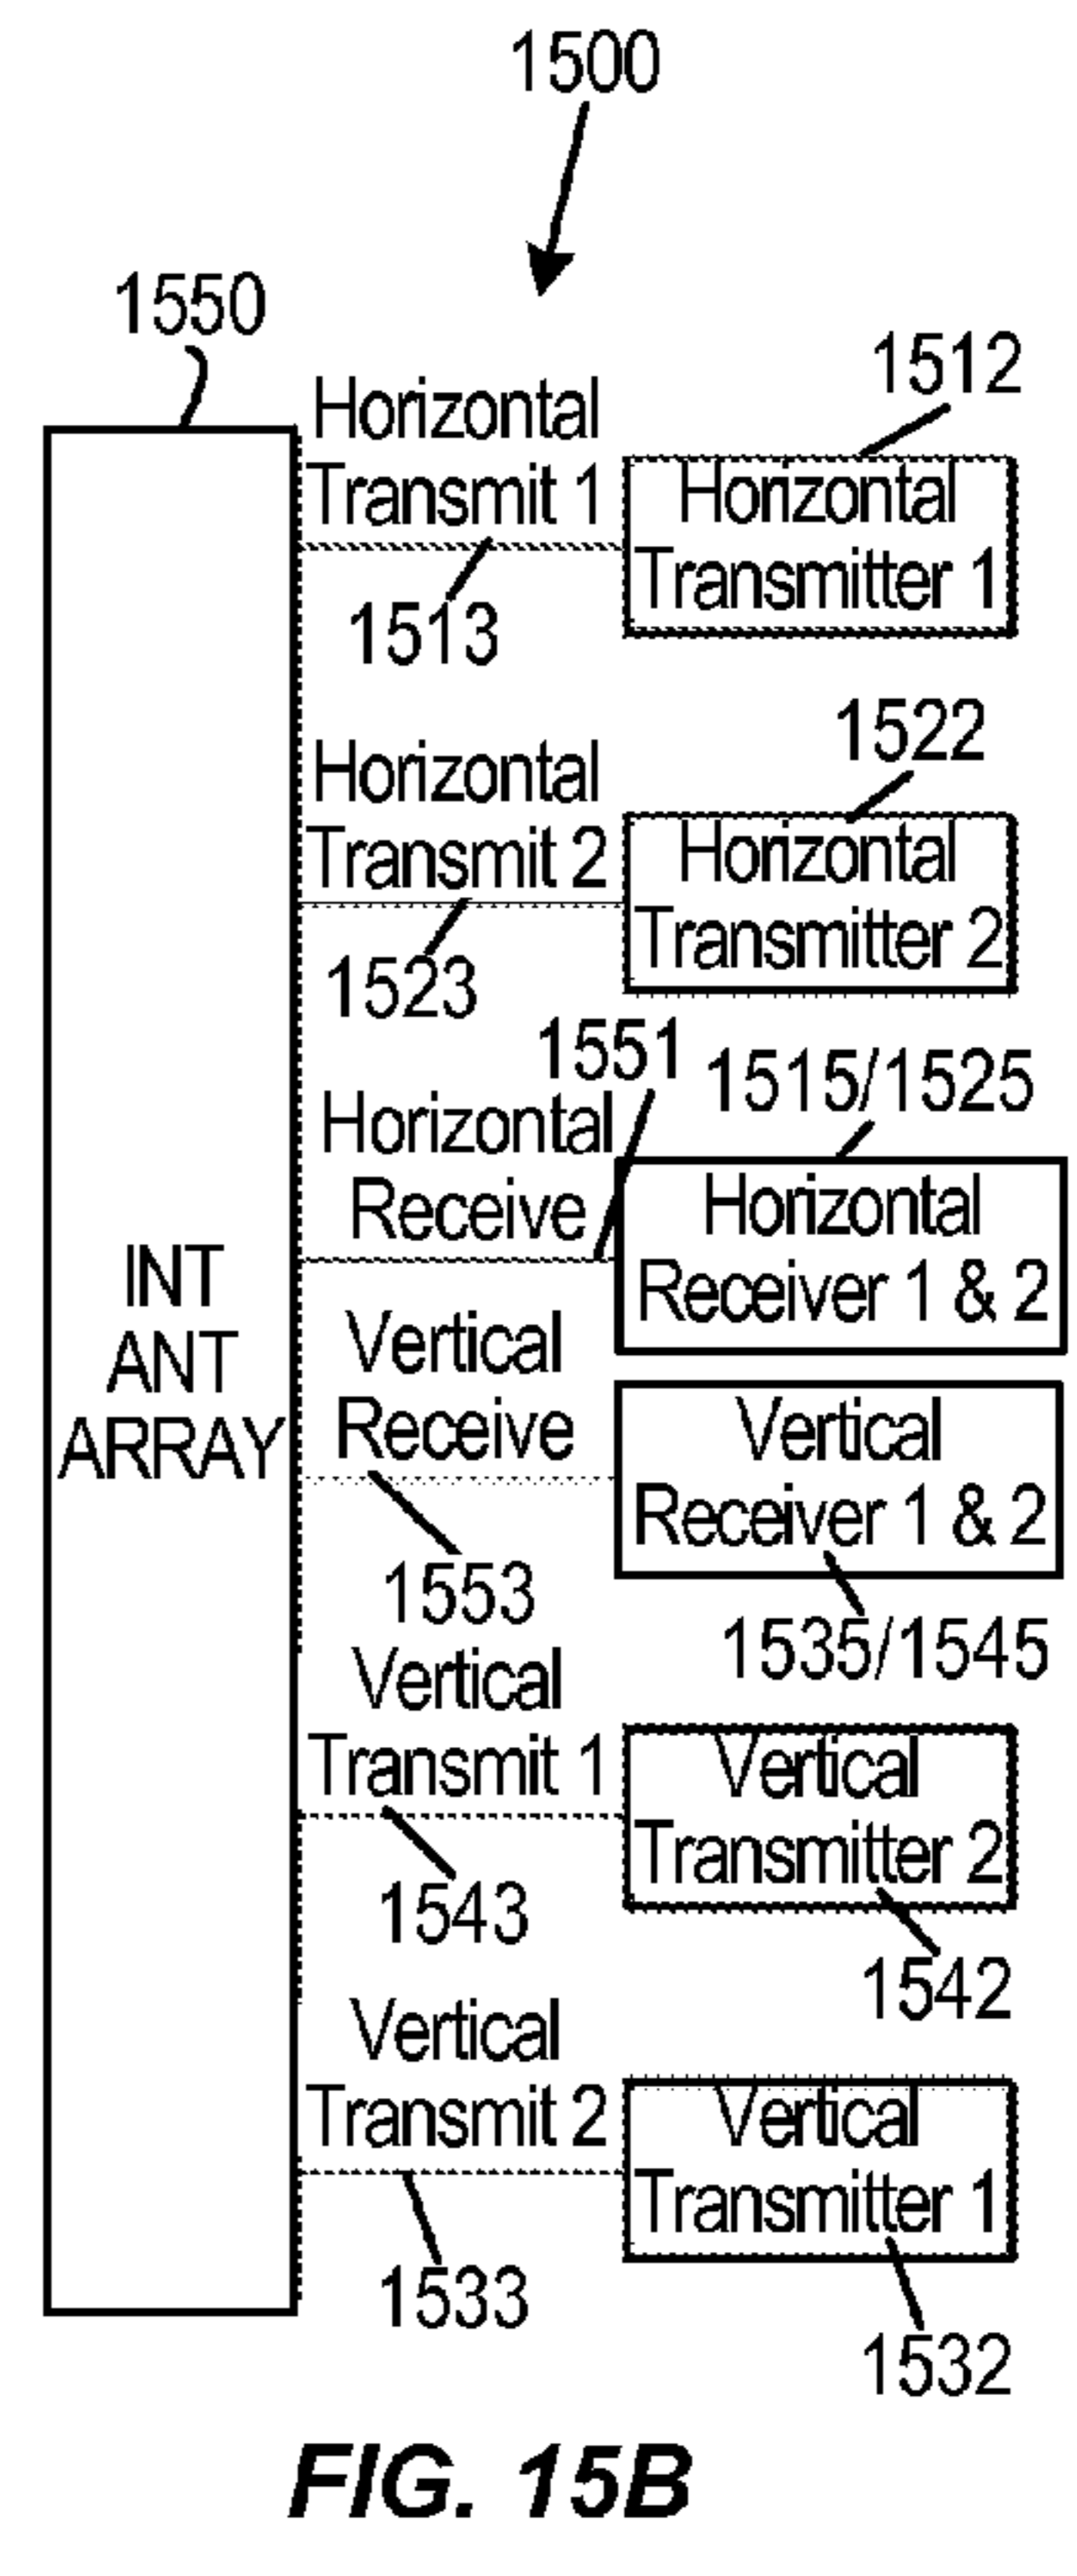 1500
1550
Horizontal
Transmit 1
1513
1512
Horizontal
Transmitter 1
Horizontal
Transmit 2
1523
1522
Horizontal
Transmitter 2
1551
1515/1525
Horizontal
Receive
Horizontal
Receiver 1 & 2
INT
ANT
ARRAY
Vertical
Receive
1553
Vertical
Receiver 1 & 2
1535/1545
Vertical
Transmit 1
1543
Vertical
Transmitter 2
1542
Vertical
Transmit 2
1533
Vertical
Transmitter 1
1532
FIG. 15B